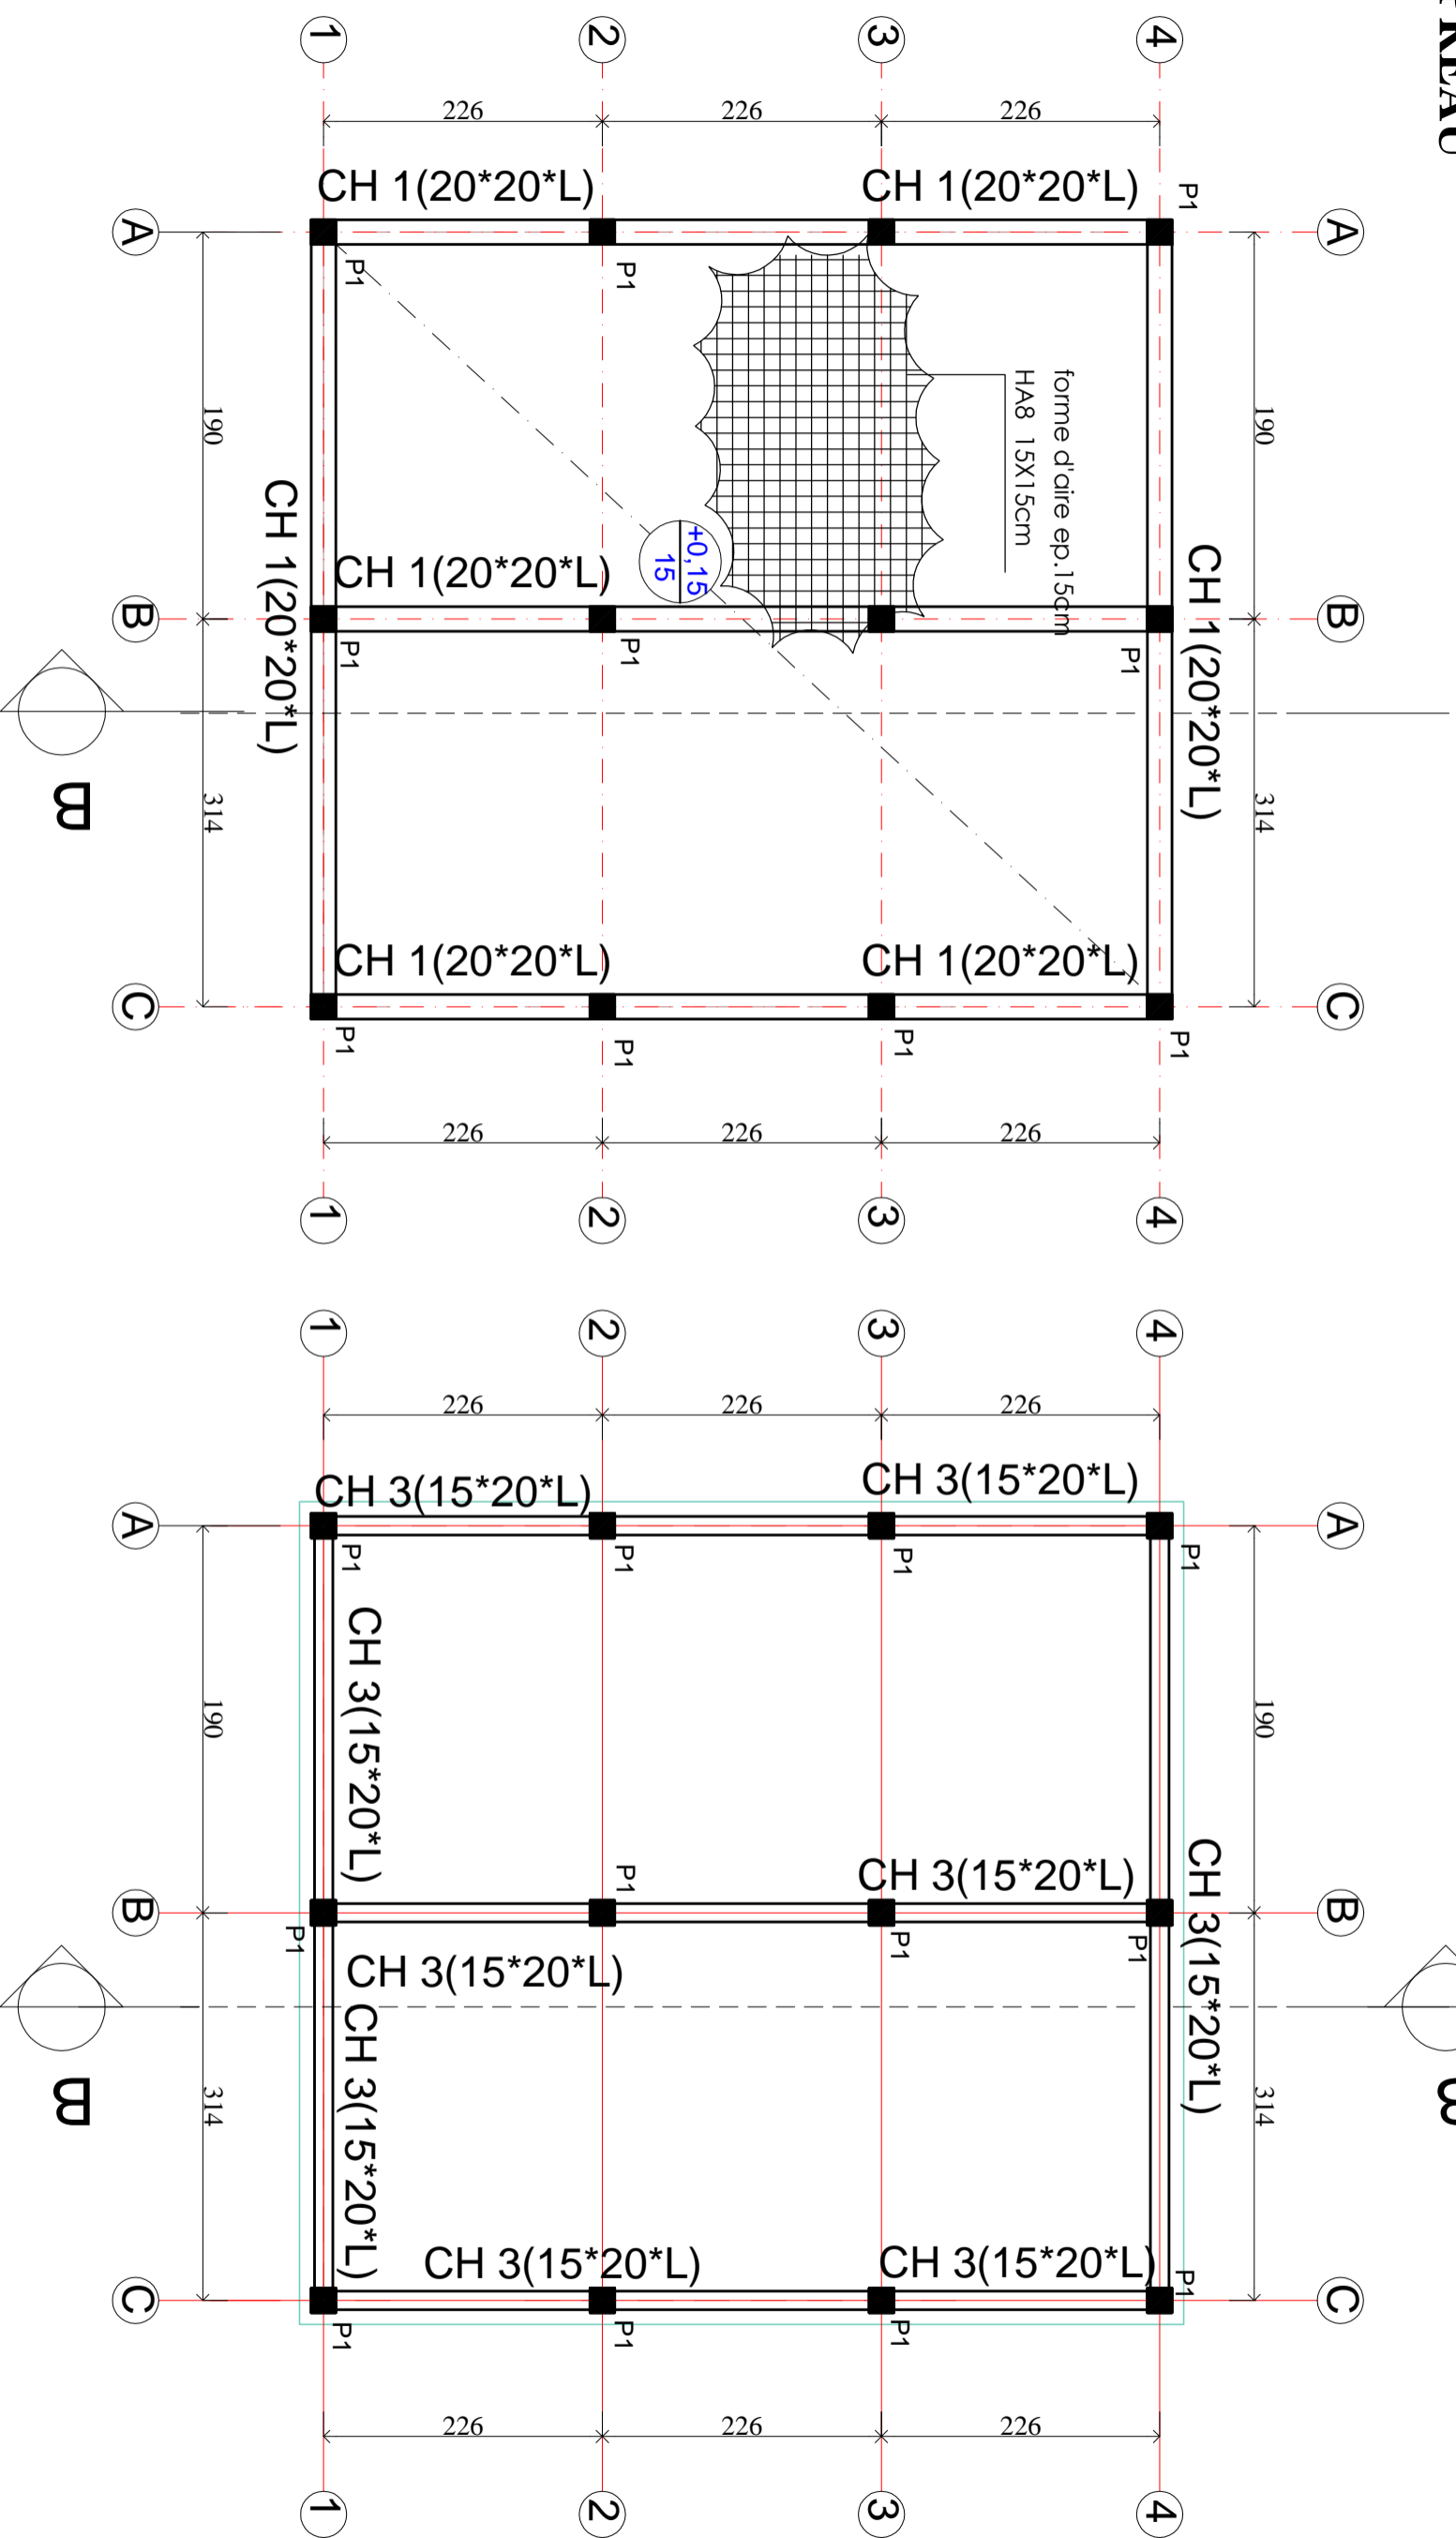 PREAU
1
2
3
4
226
226
226
CH 1(20*20*L)
CH 1(20*20*L)
P1
A
A
P1
P1
190
190
forme d'aire ep.15cm
HA8 15X15cm
+0,15
15
CH 1(20*20*L)
CH 1(20*20*L)
CH 1(20*20*L)
B
B
P1
P1
P1
B
314
314
CH 1(20*20*L)
CH 1(20*20*L)
C
C
P1
P1
P1
P1
226
226
226
1
2
3
4
1
2
3
4
226
226
226
CH 3(15*20*L)
CH 3(15*20*L)
A
A
P1
P1
P1
P1
190
190
CH 3(15*20*L)
CH 3(15*20*L)
P1
CH 3(15*20*L)
B
B
P1
P1
P1
CH 3(15*20*L)
CH 3(15*20*L)
B
B
314
314
CH 3(15*20*L)
CH 3(15*20*L)
P1
C
C
P1
P1
P1
226
226
226
1
2
3
4